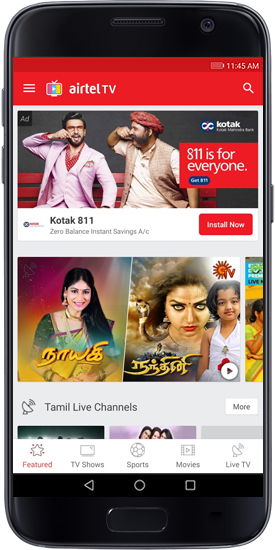 11:45 AM
airtel TV
Ad
kotak
Kotak Mahindra Bank
811 is for
everyone.
Get 811
kotak
Kotak 811
Zero Balance Instant Savings A/c
Install Now
SUN TV
நாயகி
நந்தினி
Tamil Live Channels
More
Featured
TV Shows
Sports
Movies
Live TV